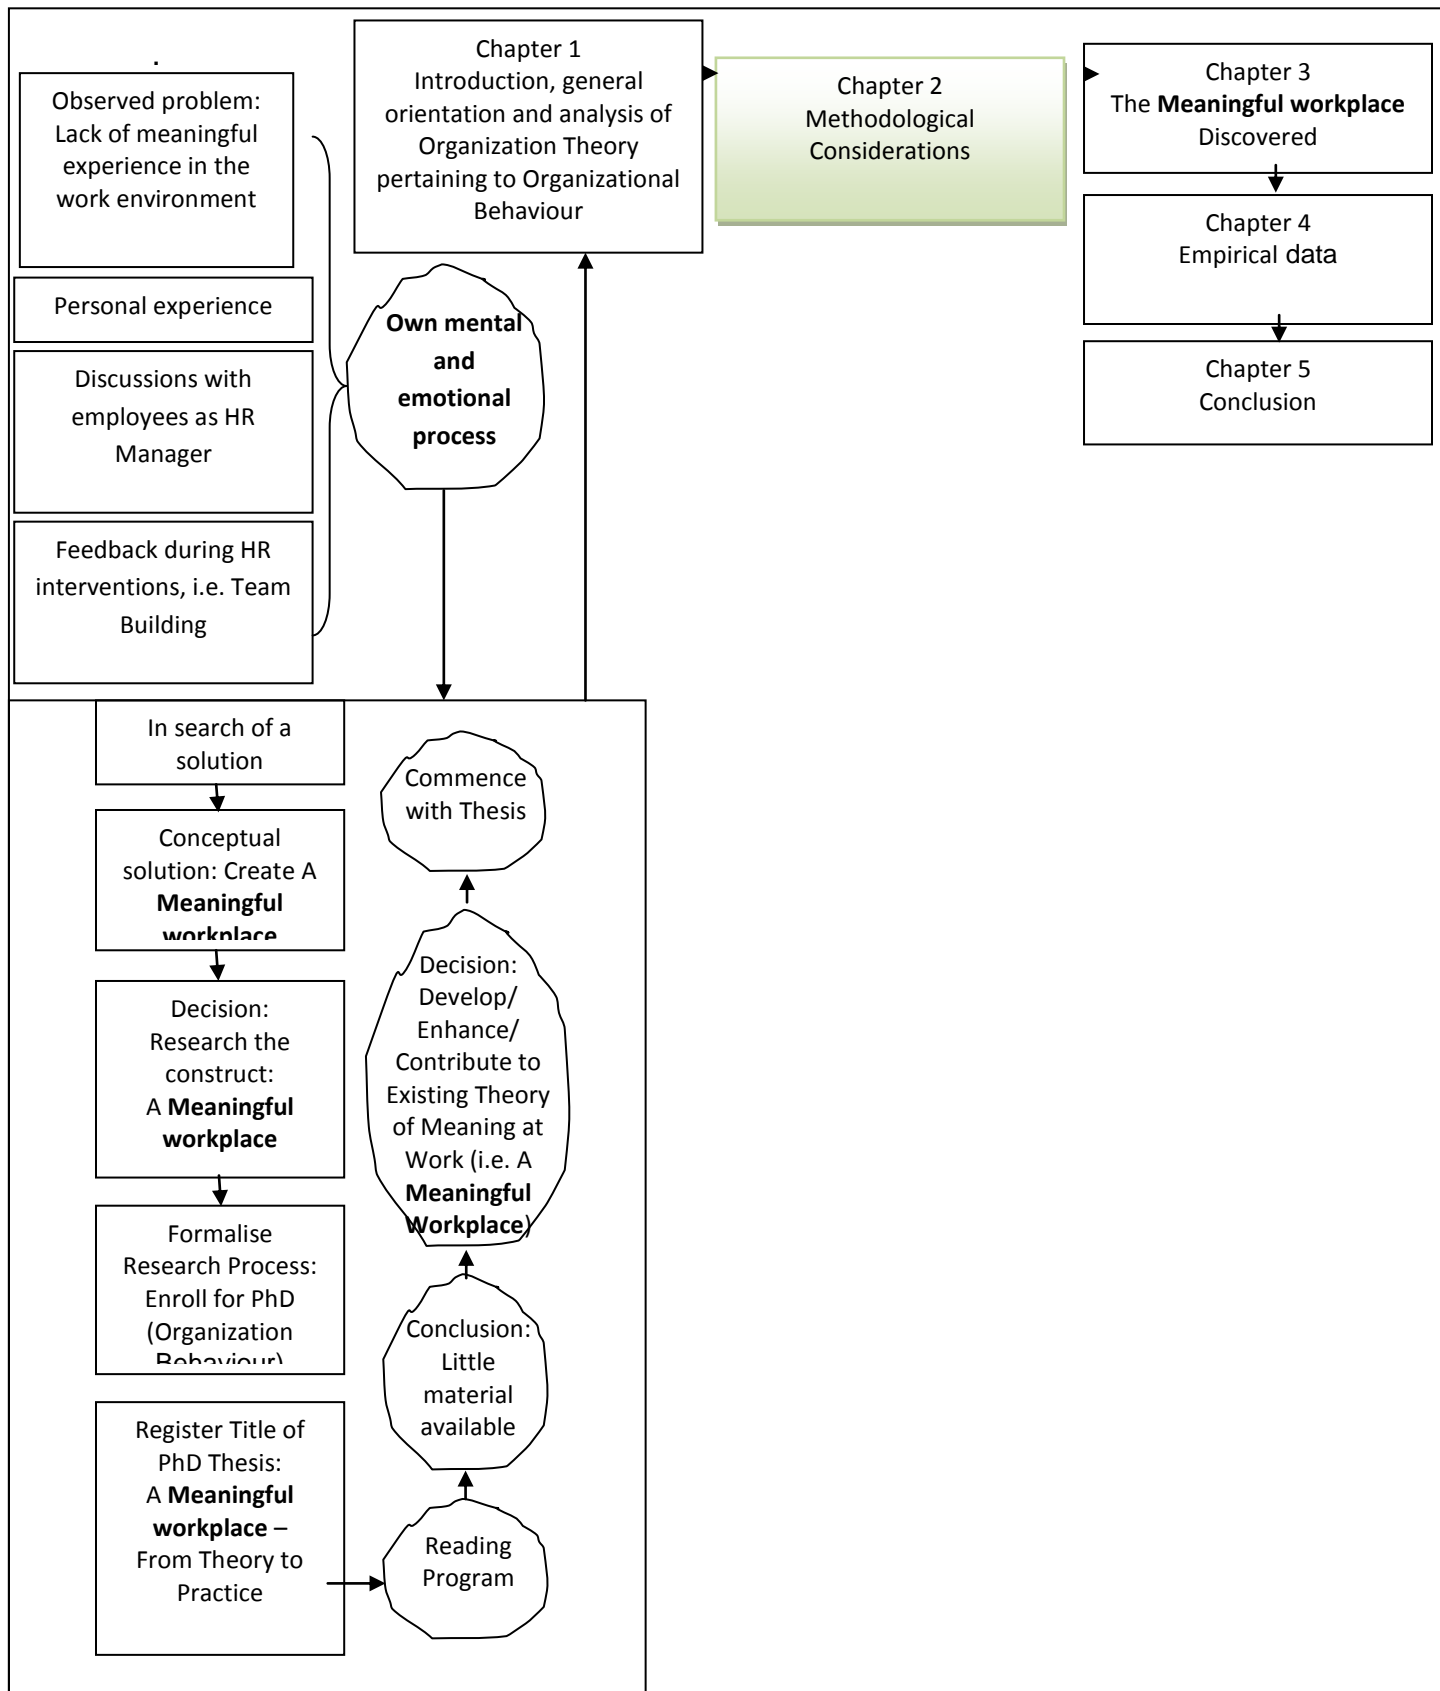 .
Observed problem:
Lack of meaningful
experience in the
work environment
Personal experience
Discussions with
employees as HR
Manager
Feedback during HR
interventions, i.e. Team
Building
Own mental
and
emotional
process
Chapter 1
Introduction, general
orientation and analysis of
Organization Theory
pertaining to Organizational
Behaviour
Chapter 2
Methodological
Considerations
Chapter 3
The Meaningful workplace
Discovered
Chapter 4
Empirical data
Chapter 5
Conclusion
In search of a
solution
Conceptual
solution: Create A
Meaningful
workplace
Decision:
Research the
construct:
A Meaningful
workplace
Formalise
Research Process:
Enroll for PhD
(Organization
Behaviour)
Register Title of
PhD Thesis:
A Meaningful
workplace –
From Theory to
Practice
Reading
Program
Conclusion:
Little
material
available
Decision:
Develop/
Enhance/
Contribute to
Existing Theory
of Meaning at
Work (i.e. A
Meaningful
Workplace)
Commence
with Thesis